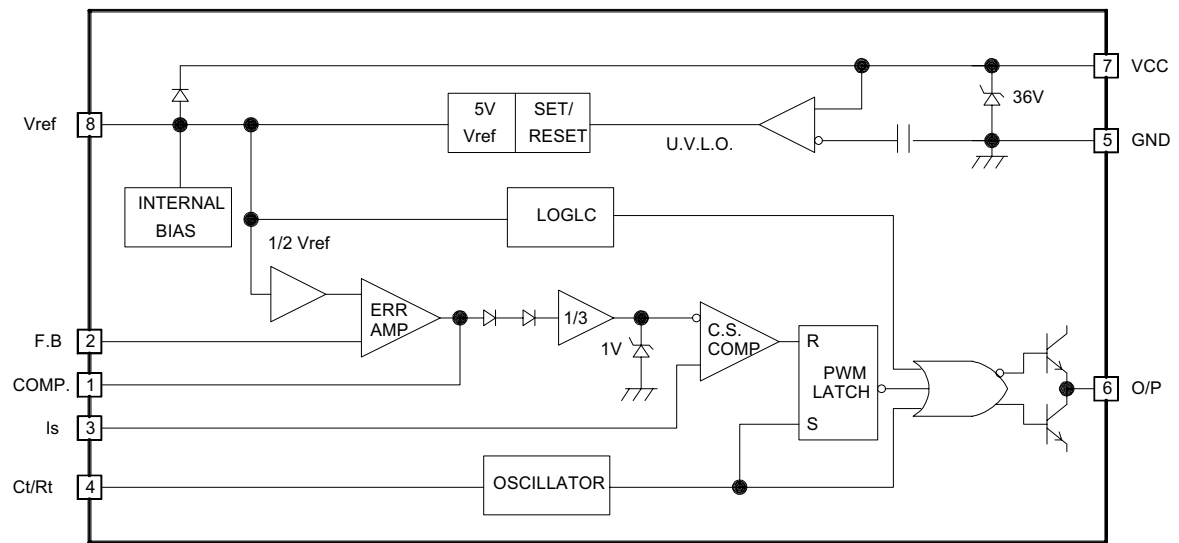 7 VCC
36V
5V
Vref
SET/
RESET
Vref 8
U.V.L.O.
5 GND
INTERNAL
BIAS
LOGLC
1/2 Vref
ERR
AMP
1/3
C.S.
COMP
1V
R
PWM
LATCH
S
F.B 2
COMP. 1
6 O/P
Is 3
Ct/Rt 4
OSCILLATOR